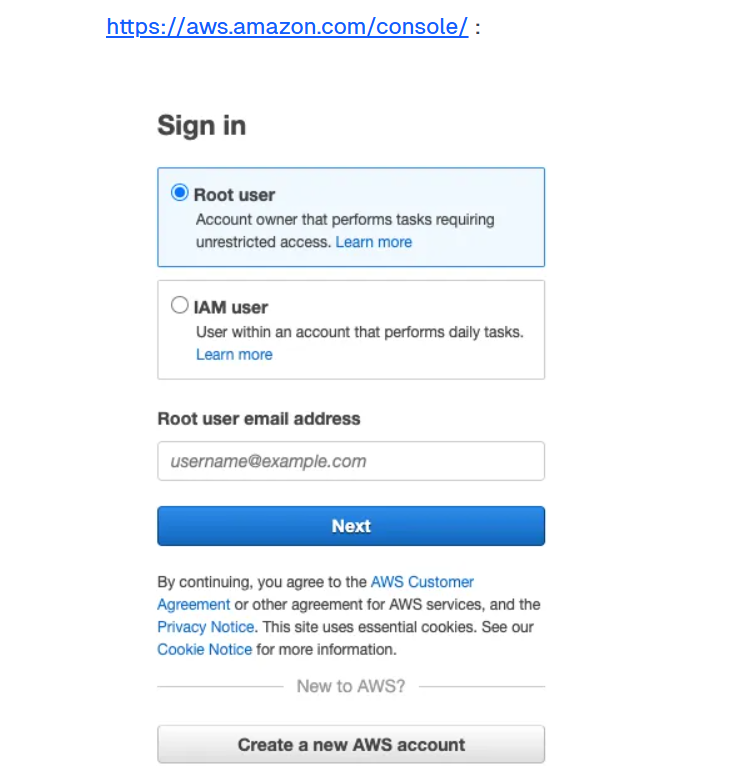 https://aws.amazon.com/console/ :
Sign in
Root user
Account owner that performs tasks requiring
unrestricted access. Learn more
IAM user
User within an account that performs daily tasks.
Learn more
Root user email address
username@example.com
Next
By continuing, you agree to the AWS Customer
Agreement or other agreement for AWS services, and the
Privacy Notice. This site uses essential cookies. See our
Cookie Notice for more information.
New to AWS?
Create a new AWS account